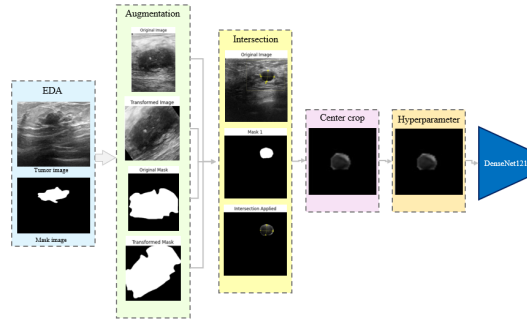 EDA
Tumor image
Mask image
Augmentation
Original Image
Transformed Image
Original Mask
Transformed Mask
Intersection
Original Image
Mask 1
Intersection Applied
Center crop
Hyperparameter
DenseNet121